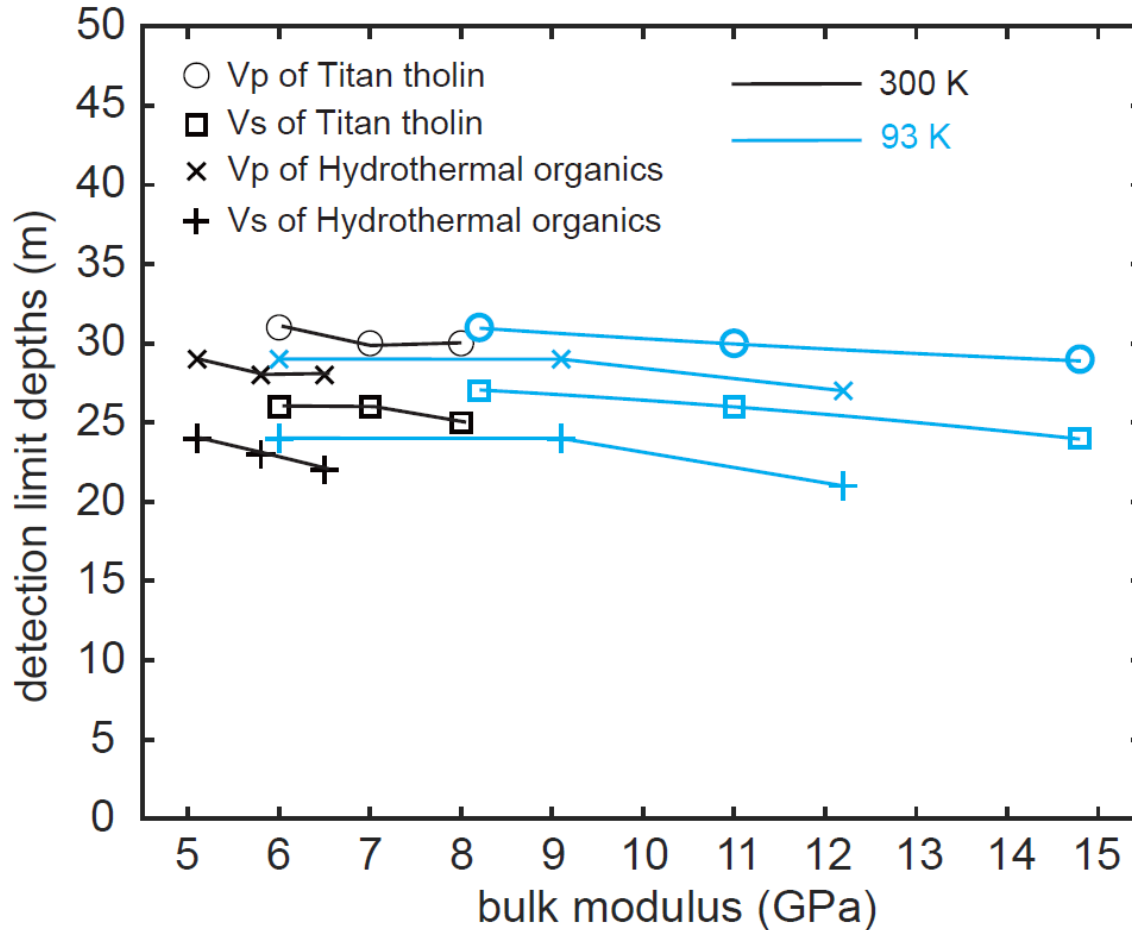 50
45
40
35
30
25
20
15
10
5
0
detection limit depths (m)
Vp of Titan tholin
Vs of Titan tholin
Vp of Hydrothermal organics
Vs of Hydrothermal organics
300 K
93 K
5 6 7 8 9 10 11 12 13 14 15
bulk modulus (GPa)